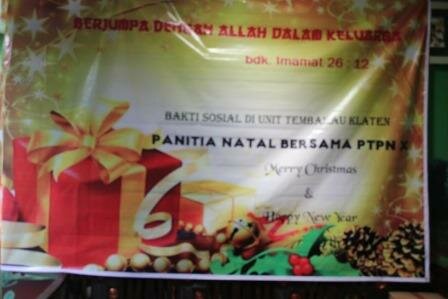 BERJUMPA DENGAN ALLAH DALAM KELUARGA
bdk. Imamat 26 : 12
BAKTI SOSIAL DI UNIT TEMBAKAU KLATEN
PANITIA NATAL BERSAMA PTPN X
Merry Christmas
&
Happy New Year